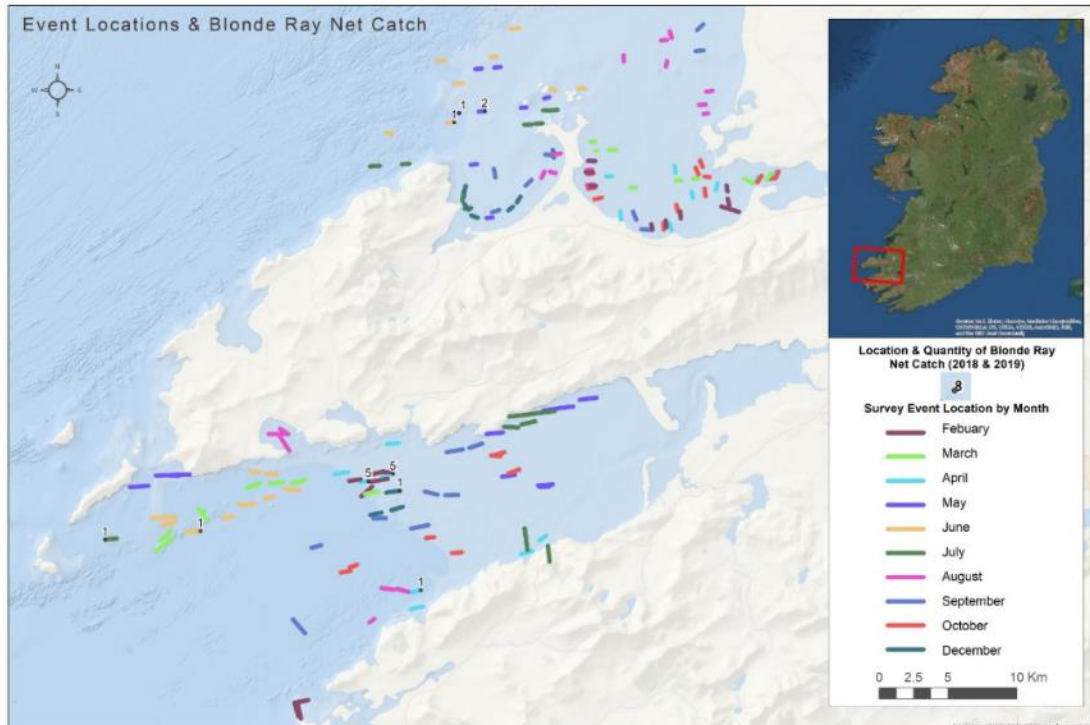 Event Locations & Blonde Ray Net Catch
N
W
E
S
1
2
1
5
5
1
1
1
1
Location & Quantity of Blonde Ray
Net Catch (2018 & 2019)
8
Survey Event Location by Month
Febuary
March
April
May
June
July
August
September
October
December
0 2.5 5 10 Km